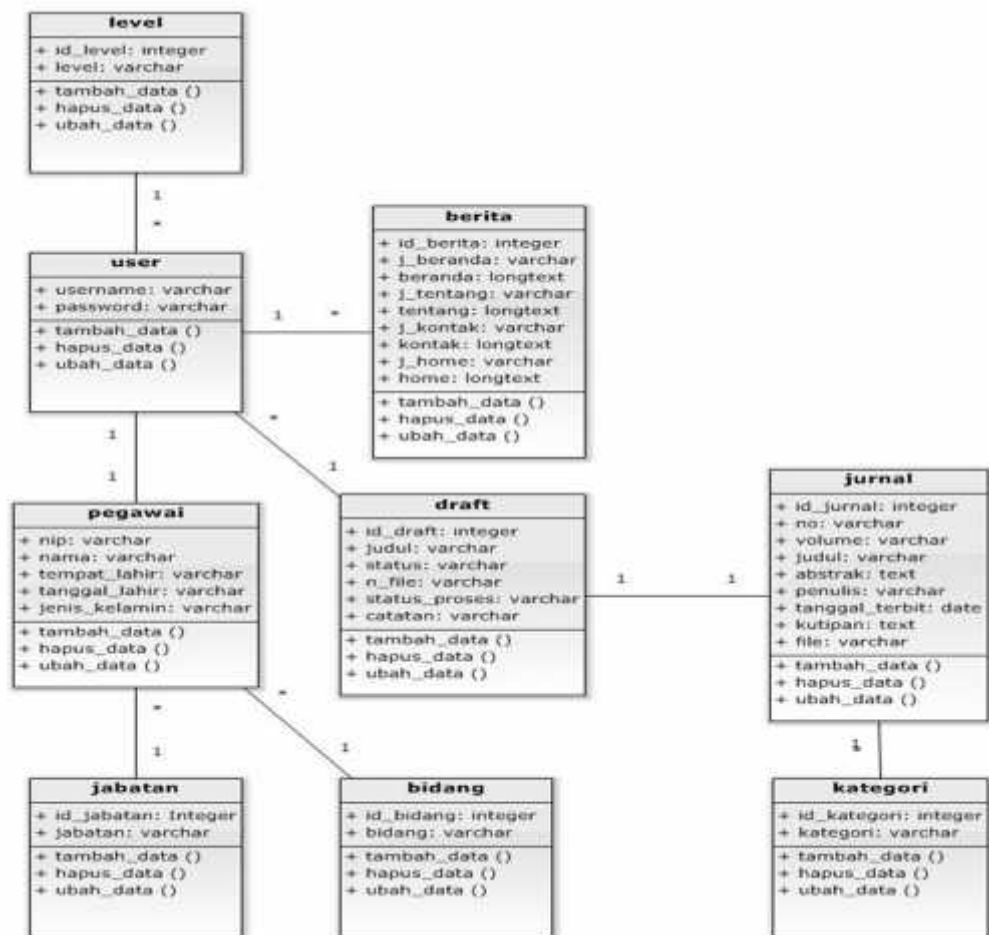 level
+ id_level: integer
+ level: varchar
+ tambah_data ()
+ hapus_data ()
+ ubah_data ()
1
*
user
+ username: varchar
+ password: varchar
+ tambah_data ()
+ hapus_data ()
+ ubah_data ()
1 *
berita
+ id_berita: integer
+ j_beranda: varchar
+ beranda: longtext
+ j_tentang: varchar
+ tentang: longtext
+ j_kontak: varchar
+ kontak: longtext
+ j_home: varchar
+ home: longtext
+ tambah_data ()
+ hapus_data ()
+ ubah_data ()
1
1
*
1
pegawai
+ nip: varchar
+ nama: varchar
+ tempat_lahir: varchar
+ tanggal_lahir: varchar
+ jenis_kelamin: varchar
+ tambah_data ()
+ hapus_data ()
+ ubah_data ()
draft
+ id_draft: integer
+ judul: varchar
+ status: varchar
+ n_file: varchar
+ status_proses: varchar
+ catatan: varchar
+ tambah_data ()
+ hapus_data ()
+ ubah_data ()
1 1
jurnal
+ id_jurnal: integer
+ no: varchar
+ volume: varchar
+ judul: varchar
+ abstrak: text
+ penulis: varchar
+ tanggal_terbit: date
+ kutipan: text
+ file: varchar
+ tambah_data ()
+ hapus_data ()
+ ubah_data ()
*
1
*
1
jabatan
+ id_jabatan: Integer
+ jabatan: varchar
+ tambah_data ()
+ hapus_data ()
+ ubah_data ()
bidang
+ id_bidang: integer
+ bidang: varchar
+ tambah_data ()
+ hapus_data ()
+ ubah_data ()
kategori
+ id_kategori: integer
+ kategori: varchar
+ tambah_data ()
+ hapus_data ()
+ ubah_data ()